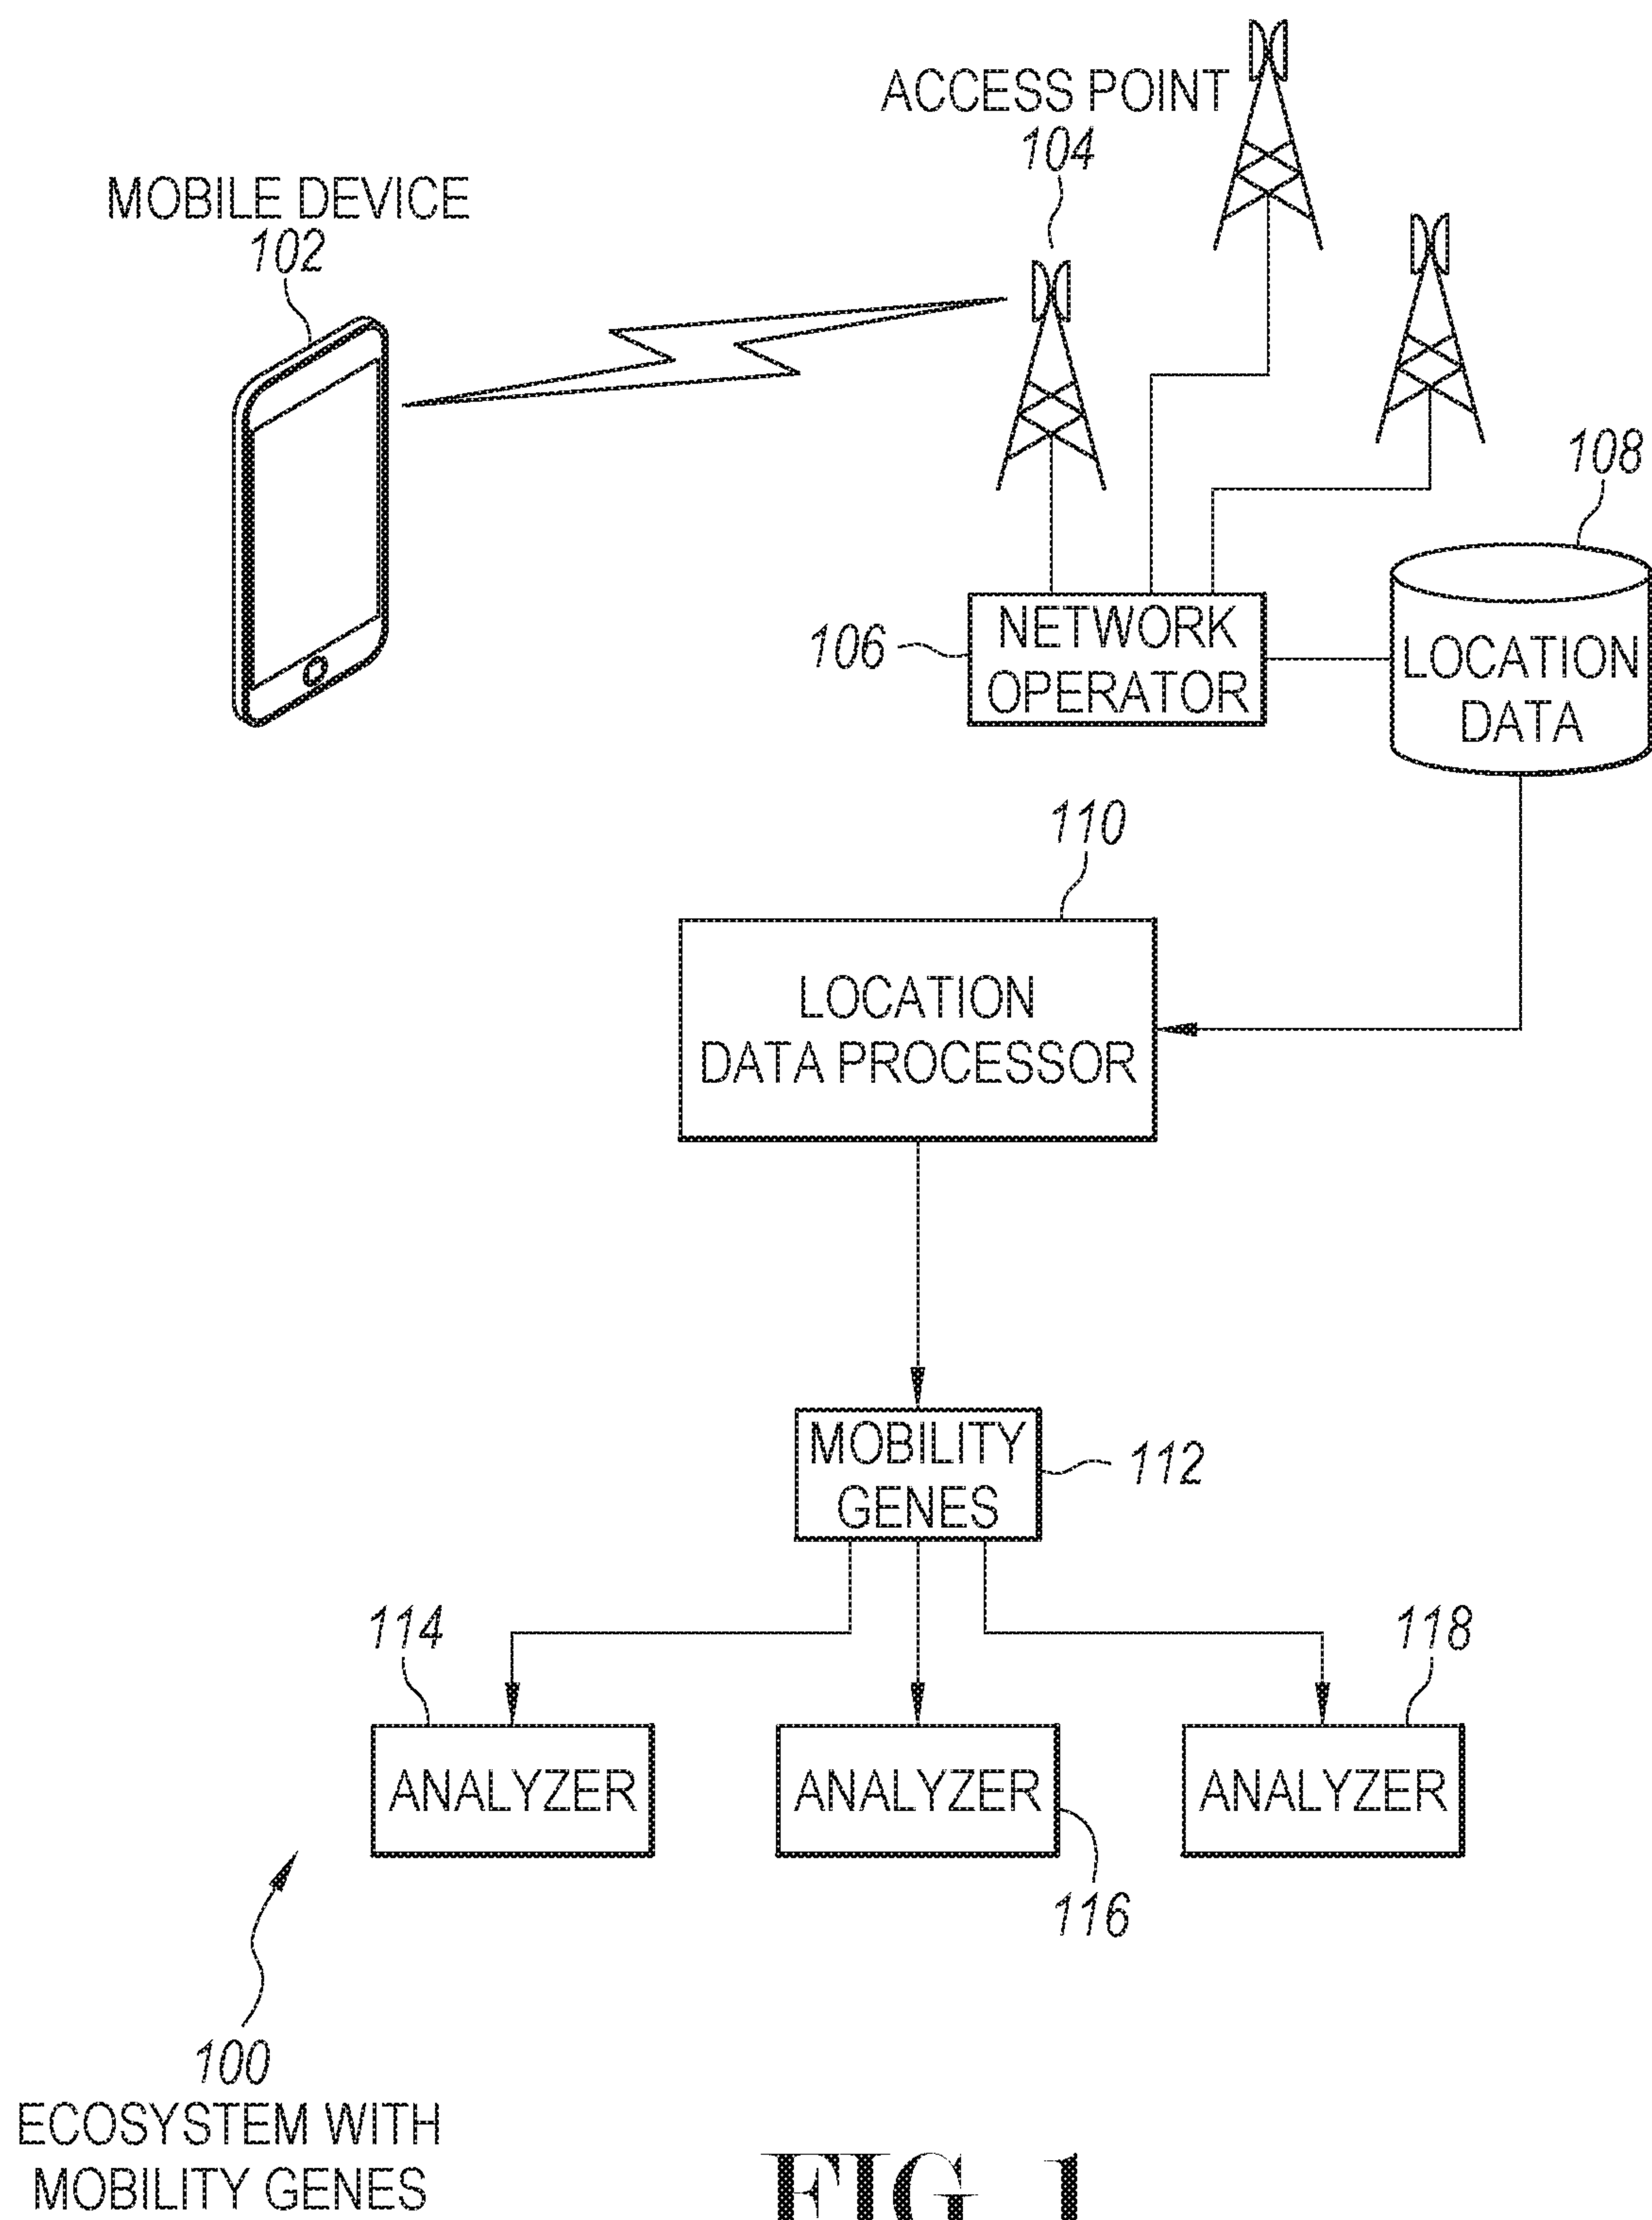 ACCESS POINT
104
MOBILE DEVICE
102
108
106
NETWORK
OPERATOR
LOCATION
DATA
110
LOCATION
DATA PROCESSOR
MOBILITY
GENES
112
114
118
ANALYZER
ANALYZER
ANALYZER
116
100
ECOSYSTEM WITH
MOBILITY GENES
FIG. 1